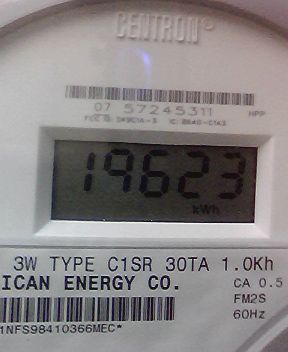 CENTRON®
07 57245311 HPP
19623
kWh
3W TYPE C1SR 30TA 1.0Kh
ICAN ENERGY CO. CA 0.5
FM2S
60Hz
1NFS98410366MEC*